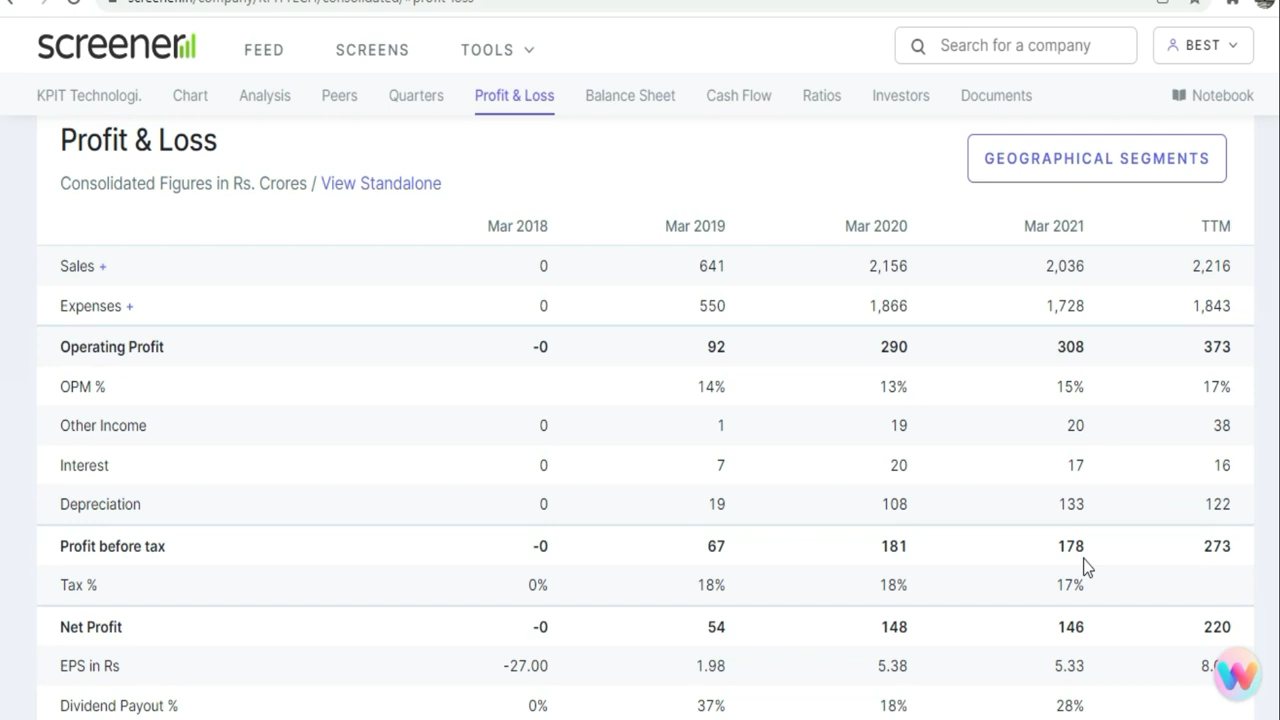 screener
FEED
SCREENS
TOOLS
Search for a company
BEST
KPIT Technologi.
Chart
Analysis
Peers
Quarters
Profit & Loss
Balance Sheet
Cash Flow
Ratios
Investors
Documents
Notebook
Profit & Loss
GEOGRAPHICAL SEGMENTS
Consolidated Figures in Rs. Crores / View Standalone
Mar 2018 Mar 2019 Mar 2020 Mar 2021 TTM
Sales + 0 641 2,156 2,036 2,216
Expenses + 0 550 1,866 1,728 1,843
Operating Profit -0 92 290 308 373
OPM % 14% 13% 15% 17%
Other Income 0 1 19 20 38
Interest 0 7 20 17 16
Depreciation 0 19 108 133 122
Profit before tax -0 67 181 178 273
Tax % 0% 18% 18% 17%
Net Profit -0 54 148 146 220
EPS in Rs -27.00 1.98 5.38 5.33
Dividend Payout % 0% 37% 18% 28%